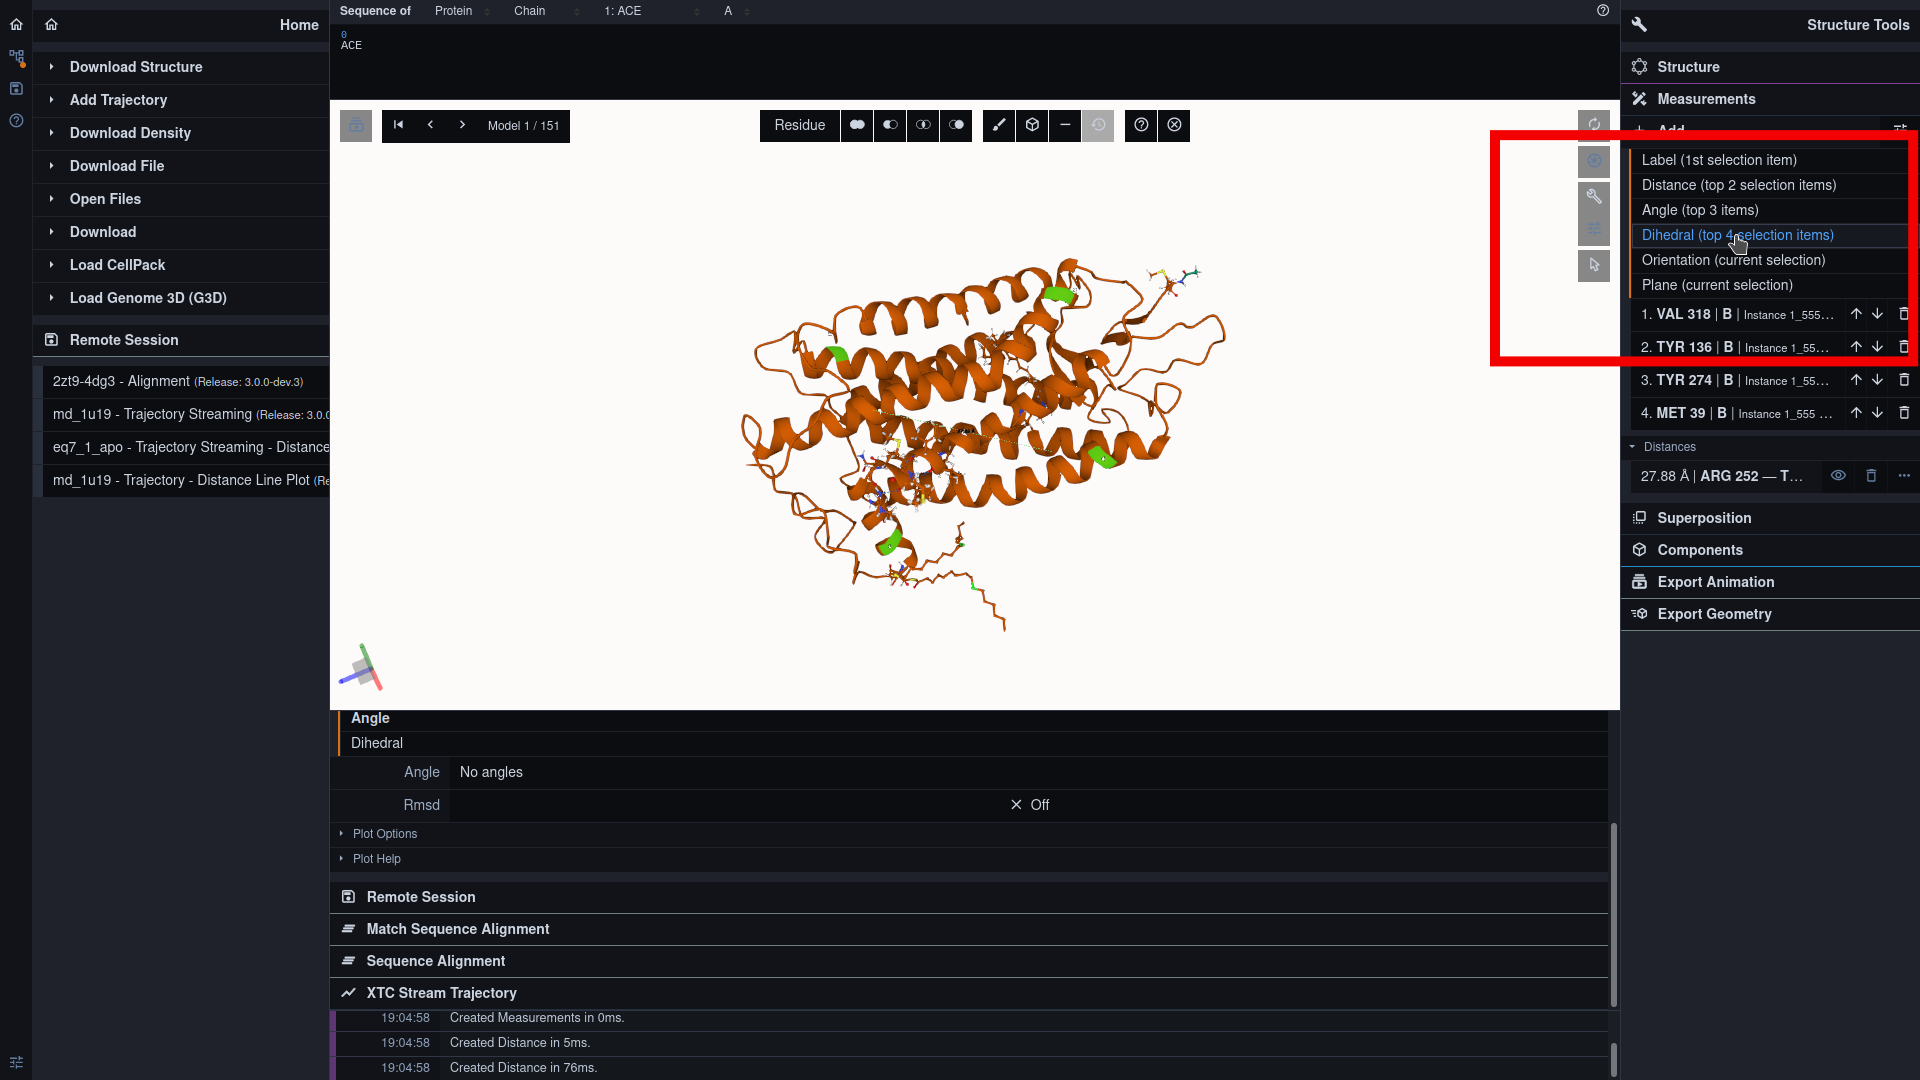 Home
Download Structure
Add Trajectory
Download Density
Download File
Open Files
Download
Load CellPack
Load Genome 3D (G3D)
Remote Session
2zt9-4dg3 - Alignment (Release: 3.0.0-dev.3)
md_1u19 - Trajectory Streaming (Release: 3.0.0
eq7_1_apo - Trajectory Streaming - Distance
md_1u19 - Trajectory - Distance Line Plot (Re
Sequence of Protein Chain 1: ACE A
0
ACE
Model 1 / 151
Residue
Angle
Dihedral
Angle No angles
Rmsd Off
Plot Options
Plot Help
Remote Session
Match Sequence Alignment
Sequence Alignment
XTC Stream Trajectory
19:04:58 Created Measurements in 0ms.
19:04:58 Created Distance in 5ms.
19:04:58 Created Distance in 76ms.
Structure Tools
Structure
Measurements
Add
Label (1st selection item)
Distance (top 2 selection items)
Angle (top 3 items)
Dihedral (top 4 selection items)
Orientation (current selection)
Plane (current selection)
1. VAL 318 | B | Instance 1_555...
2. TYR 136 | B | Instance 1_55...
3. TYR 274 | B | Instance 1_55...
4. MET 39 | B | Instance 1_555 ...
Distances
27.88 Å | ARG 252 — T...
Superposition
Components
Export Animation
Export Geometry